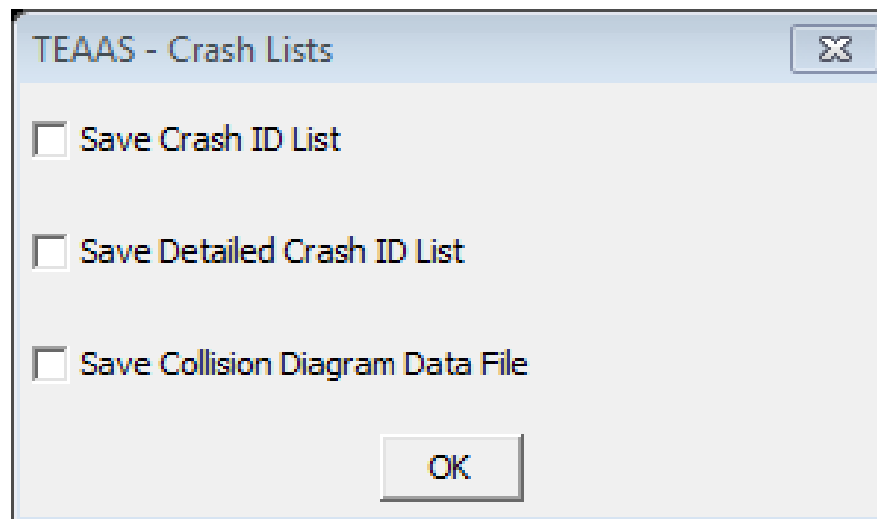 TEAAS - Crash Lists
Save Crash ID List
Save Detailed Crash ID List
Save Collision Diagram Data File
OK